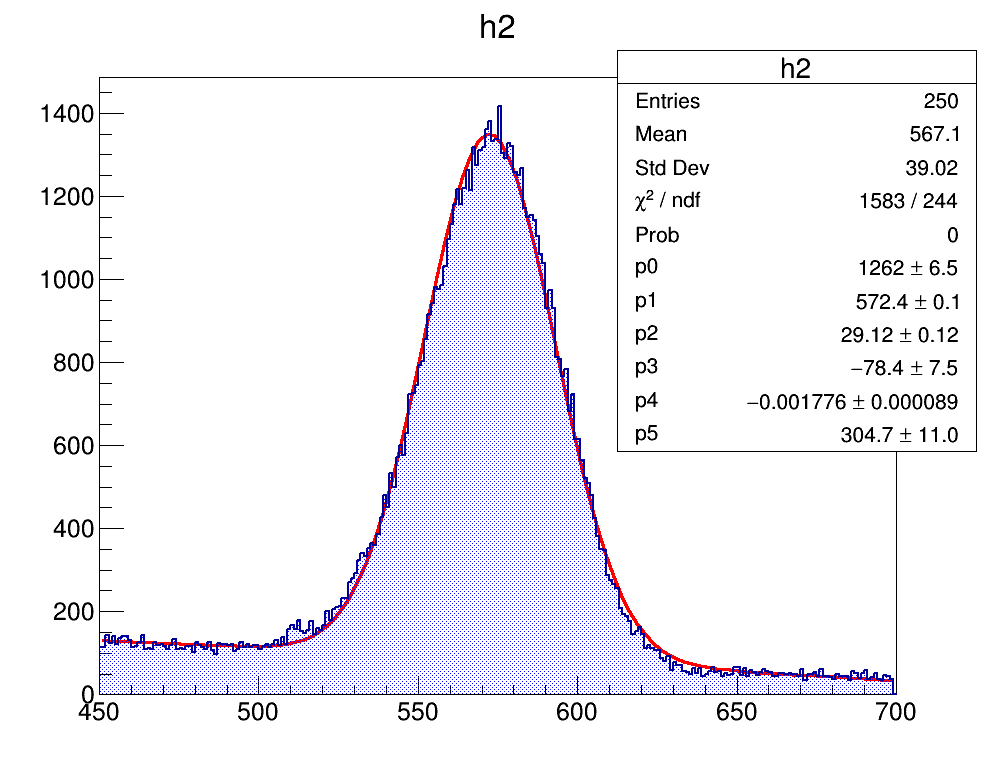 h2
h2
Entries 250
Mean 567.1
Std Dev 39.02
χ² / ndf 1583 / 244
Prob 0
p0 1262 ± 6.5
p1 572.4 ± 0.1
p2 29.12 ± 0.12
p3 −78.4 ± 7.5
p4 −0.001776 ± 0.000089
p5 304.7 ± 11.0
1400
1200
1000
800
600
400
200
0
450 500 550 600 650 700